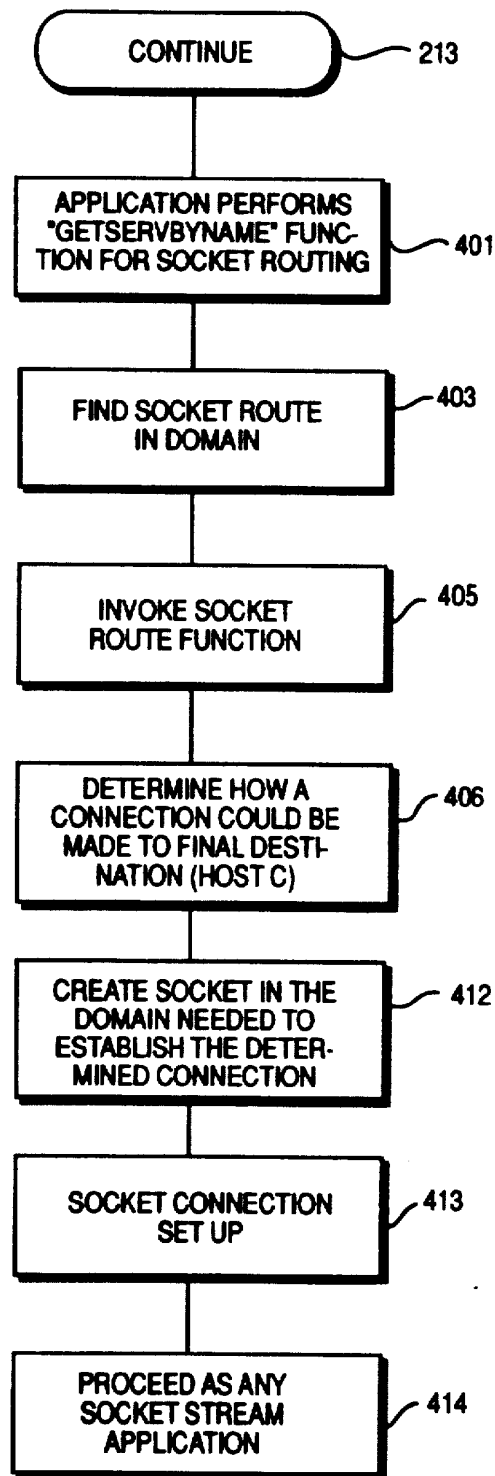 CONTINUE
213
APPLICATION PERFORMS
"GETSERVBYNAME" FUNC-
TION FOR SOCKET ROUTING
401
FIND SOCKET ROUTE
IN DOMAIN
403
INVOKE SOCKET
ROUTE FUNCTION
405
DETERMINE HOW A
CONNECTION COULD BE
MADE TO FINAL DESTI-
NATION (HOST C)
406
CREATE SOCKET IN THE
DOMAIN NEEDED TO
ESTABLISH THE DETER-
MINED CONNECTION
412
SOCKET CONNECTION
SET UP
413
PROCEED AS ANY
SOCKET STREAM
APPLICATION
414